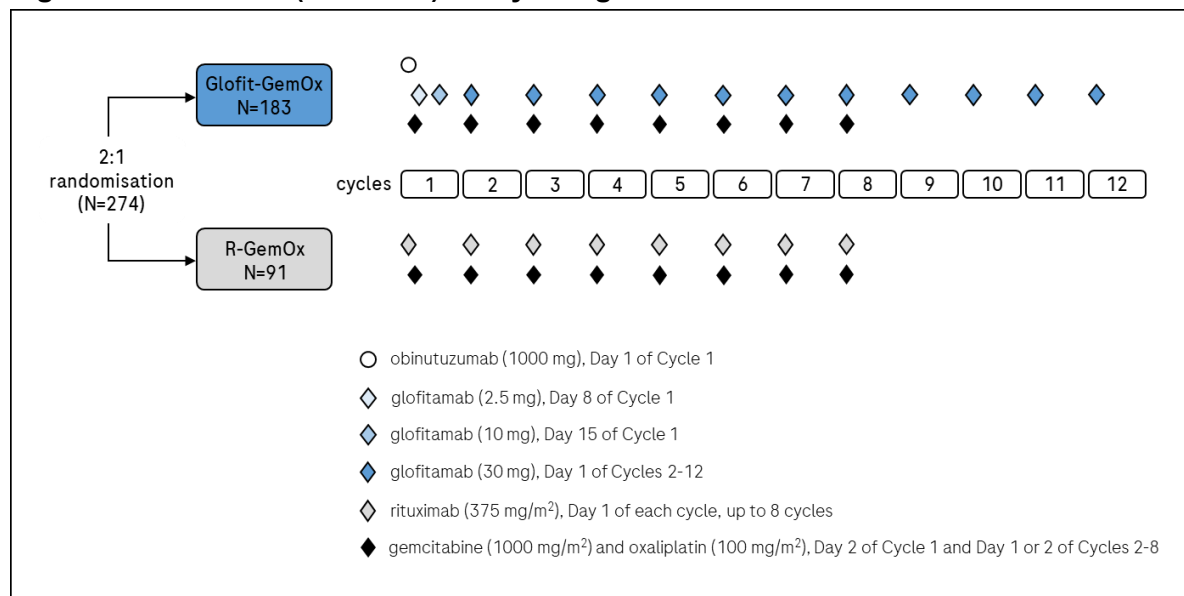 Glofit-GemOx
N=183
2:1
randomisation
(N=274)
cycles 1 2 3 4 5 6 7 8 9 10 11 12
R-GemOx
N=91
obinutuzumab (1000 mg), Day 1 of Cycle 1
glofitamab (2.5 mg), Day 8 of Cycle 1
glofitamab (10 mg), Day 15 of Cycle 1
glofitamab (30 mg), Day 1 of Cycles 2-12
rituximab (375 mg/m²), Day 1 of each cycle, up to 8 cycles
gemcitabine (1000 mg/m²) and oxaliplatin (100 mg/m²), Day 2 of Cycle 1 and Day 1 or 2 of Cycles 2-8